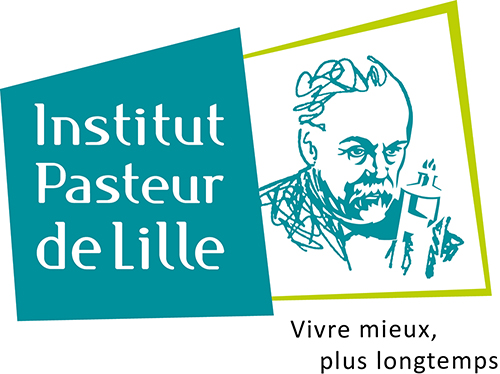 Institut
Pasteur
de Lille
Vivre mieux,
plus longtemps